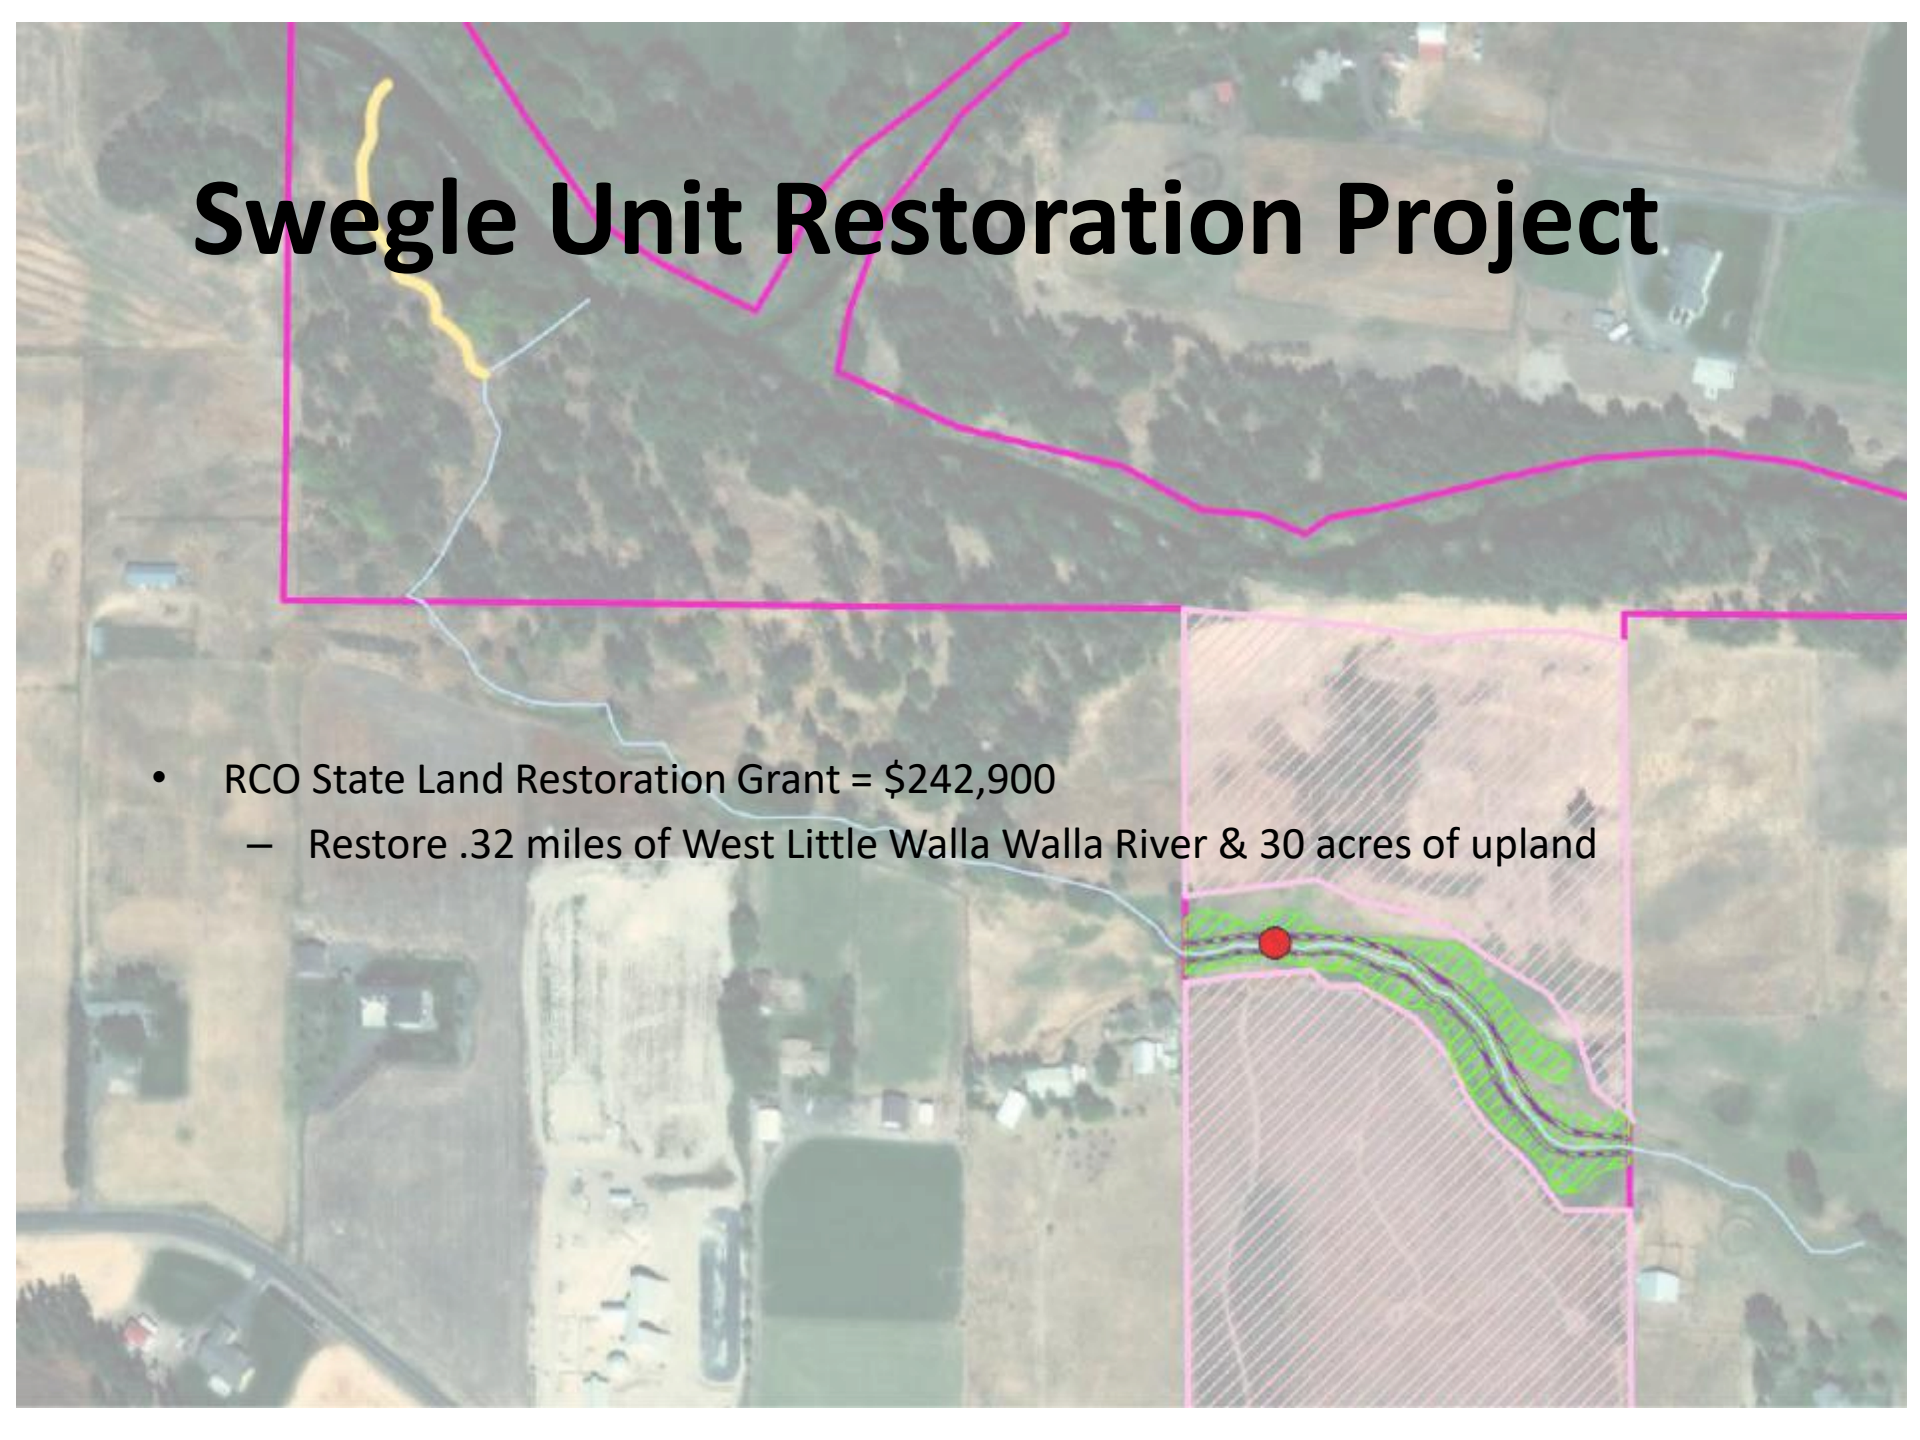 Swegle Unit Restoration Project
• RCO State Land Restoration Grant = $242,900
– Restore .32 miles of West Little Walla Walla River & 30 acres of upland